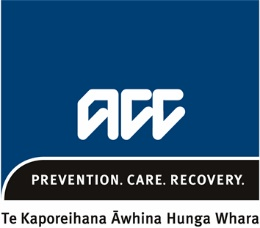 ACC
PREVENTION. CARE. RECOVERY.
Te Kaporeihana Āwhina Hunga Whara